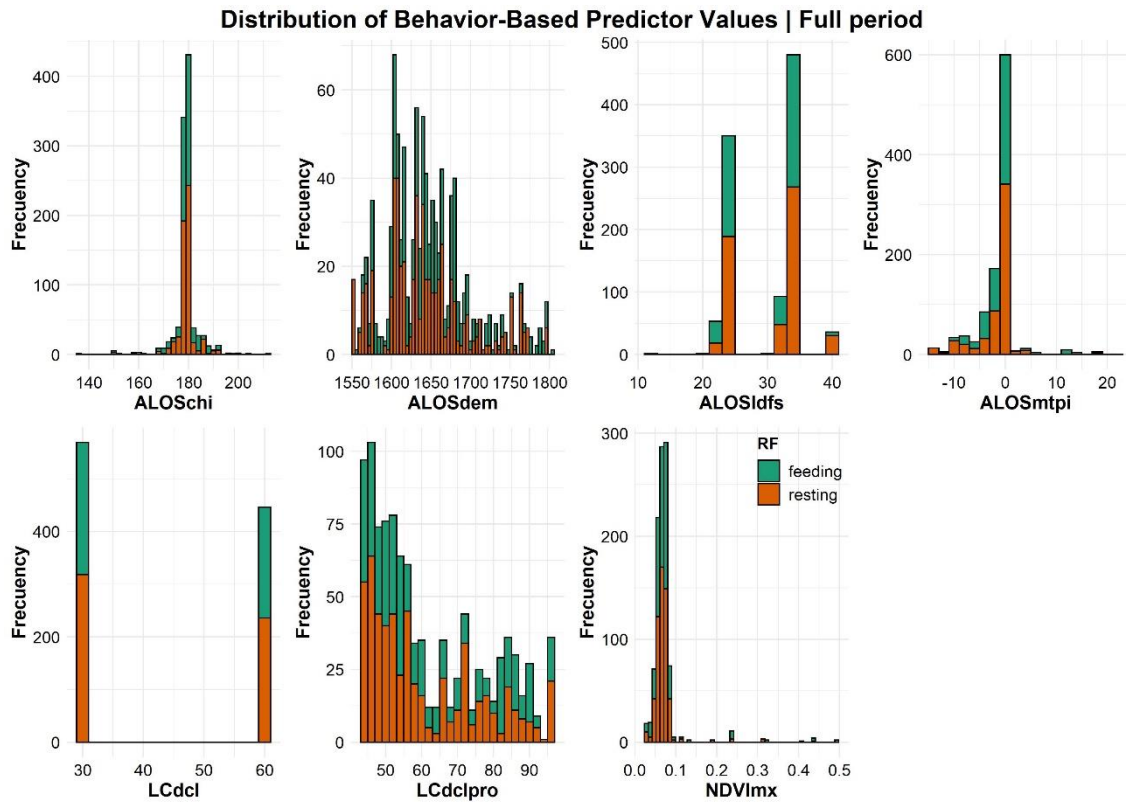 Distribution of Behavior-Based Predictor Values | Full period
Frecuency
400
300
200
100
0
140 160 180 200
ALOSchi
Frecuency
60
40
20
0
1550 1600 1650 1700 1750 1800
ALOSdem
Frecuency
500
400
300
200
100
0
10 20 30 40
ALOSldfs
Frecuency
600
400
200
0
-10 0 10 20
ALOSmtpi
Frecuency
400
200
0
30 40 50 60
LCdcl
Frecuency
100
75
50
25
0
50 60 70 80 90
LCdclpro
Frecuency
300
200
100
0
0.0 0.1 0.2 0.3 0.4 0.5
NDVImx
RF
feeding
resting